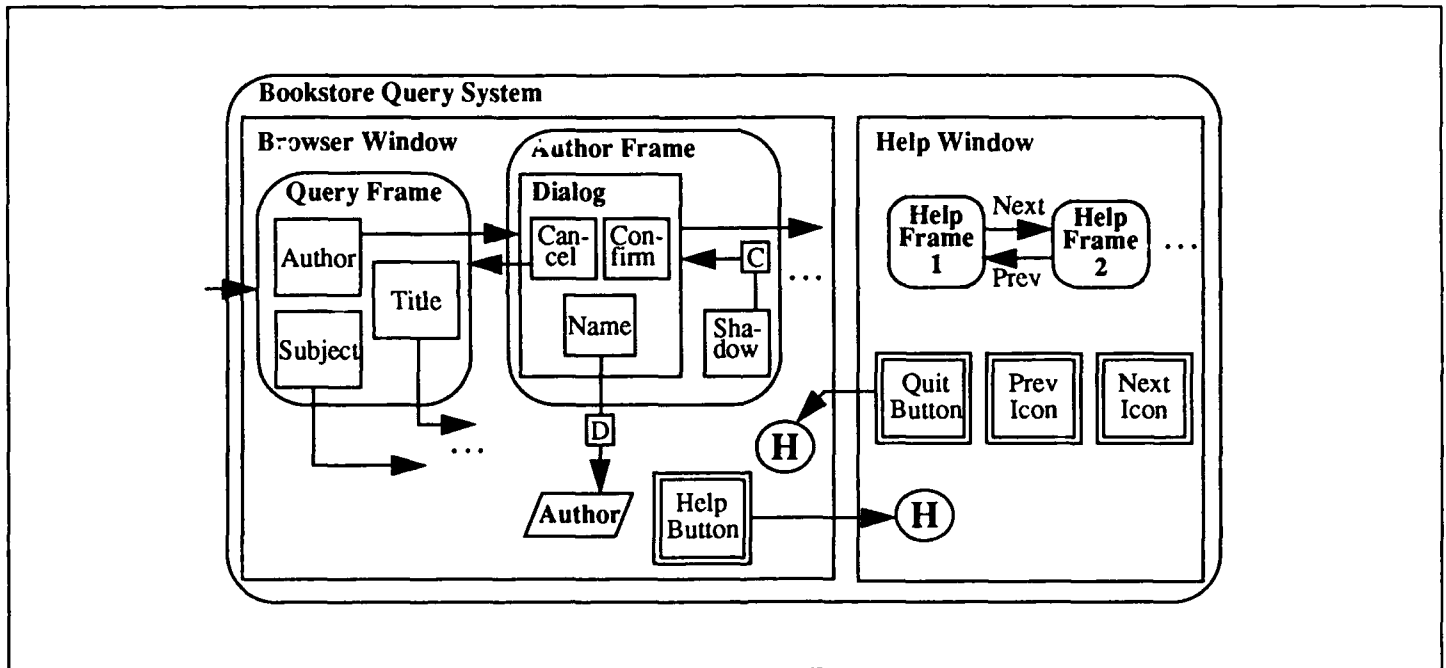 Bookstore Query System
Browser Window
Author Frame
Help Window
Query Frame
Dialog
Author
Can-
cel
Con-
firm
C
. . .
Title
Name
Sha-
dow
Subject
Help
Frame
1
Next
Prev
Help
Frame
2
. . .
Quit
Button
Prev
Icon
Next
Icon
D
H
. . .
Author
Help
Button
H